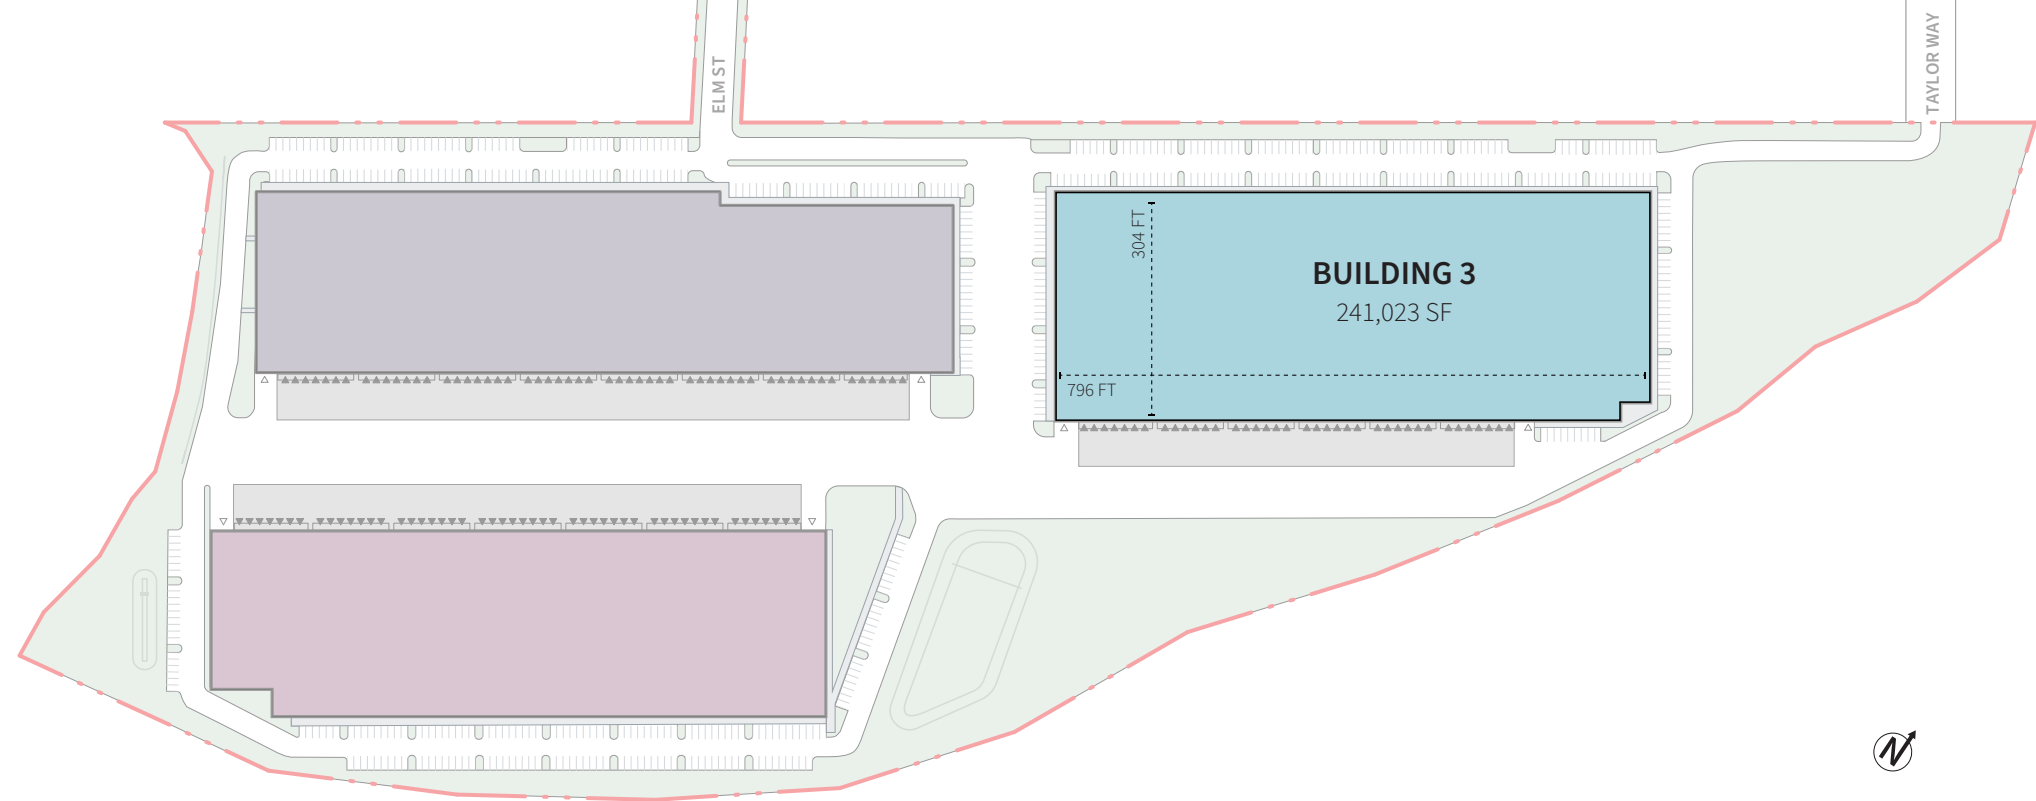 ELM ST
TAYLOR WAY
304 FT
BUILDING 3
241,023 SF
796 FT
N